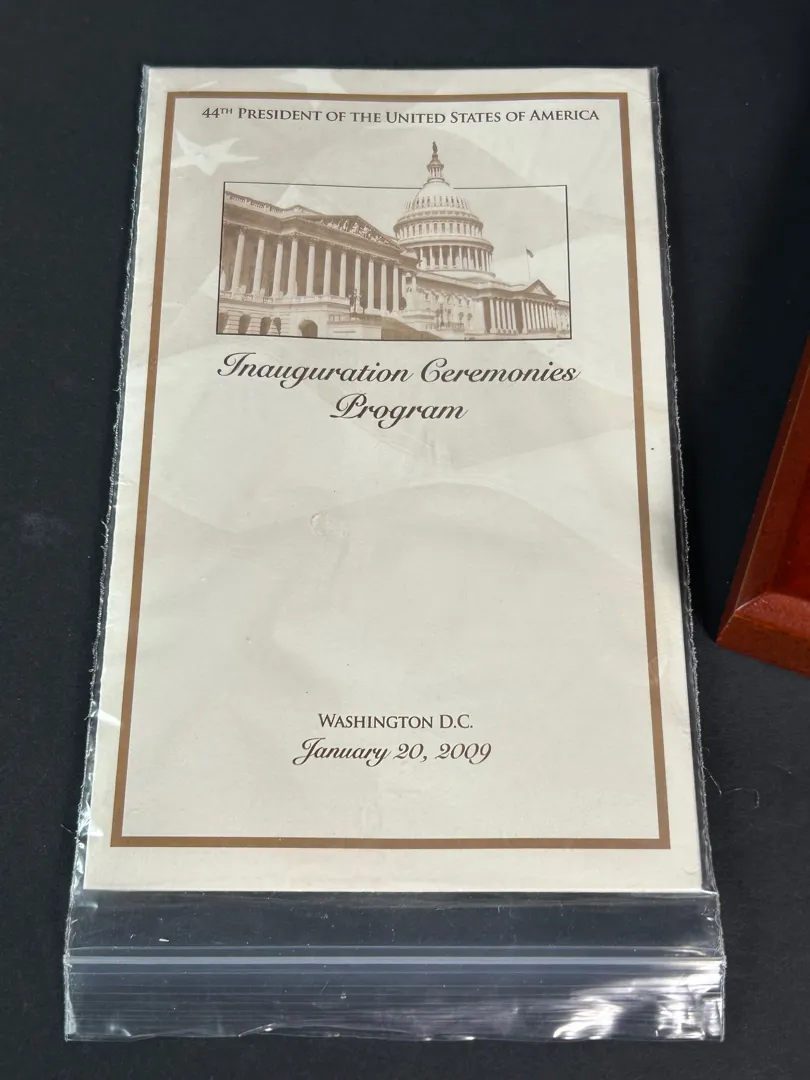 44TH PRESIDENT OF THE UNITED STATES OF AMERICA
Inauguration Ceremonies
Program
WASHINGTON D.C.
January 20, 2009